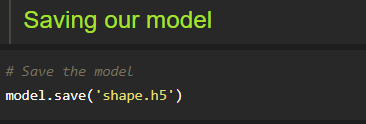 Saving our model
# Save the model
model.save('shape.h5')